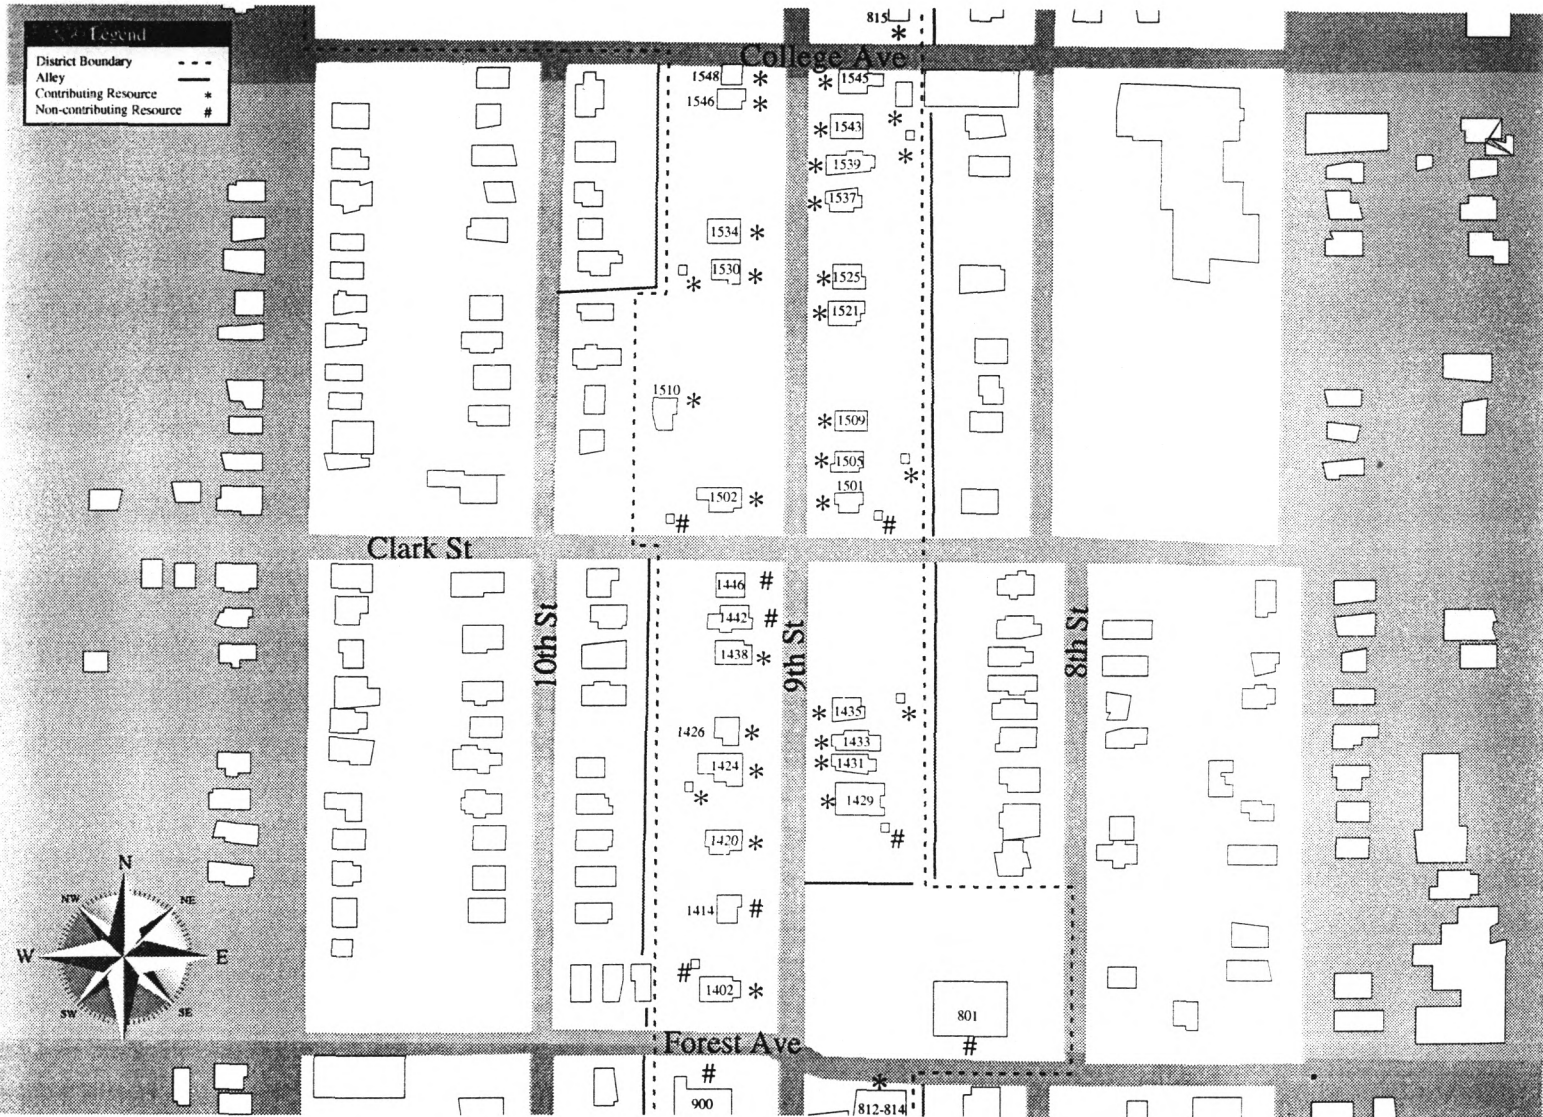 Legend
District Boundary
Alley
Contributing Resource *
Non-contributing Resource #
815
*
College Ave
1548 *
1546 *
* 1545
*
* 1543
*
* 1539
* 1537
1534 *
1530 *
*
* 1525
* 1521
1510 *
* 1509
* 1505
*
1501
*
1502 *
#
#
Clark St
1446 #
1442 #
1438 *
10th St
9th St
8th St
* 1435 *
1426 *
* 1433
* 1431
1424 *
*
* 1429
#
1420 *
1414 #
#
1402 *
801
#
Forest Ave
#
900
*
812-814
N
NW
NE
W
E
SW
SE